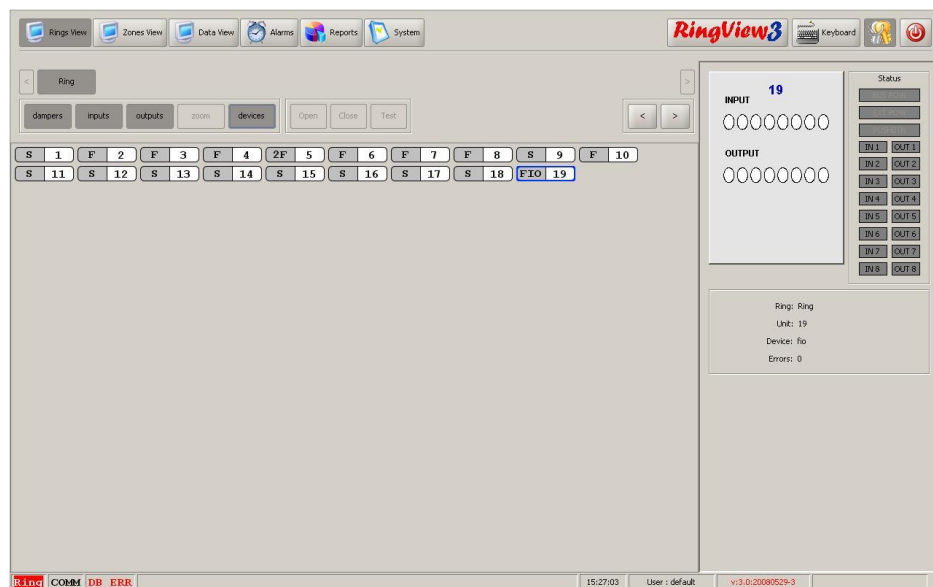 Rings View Zones View Data View Alarms Reports System RingView3 Keyboard
< Ring >
dampers inputs outputs zoom devices Open Close Test < >
S 1 F 2 F 3 F 4 2F 5 F 6 F 7 F 8 S 9 F 10
S 11 S 12 S 13 S 14 S 15 S 16 S 17 S 18 FIO 19
19
INPUT
OUTPUT
Status
IN 1 OUT 1
IN 2 OUT 2
IN 3 OUT 3
IN 4 OUT 4
IN 5 OUT 5
IN 6 OUT 6
IN 7 OUT 7
IN 8 OUT 8
Ring: Ring
Unit: 19
Device: fio
Errors: 0
Ring COMM DB ERR 15:27:03 User : default v:3.0:20080529-3